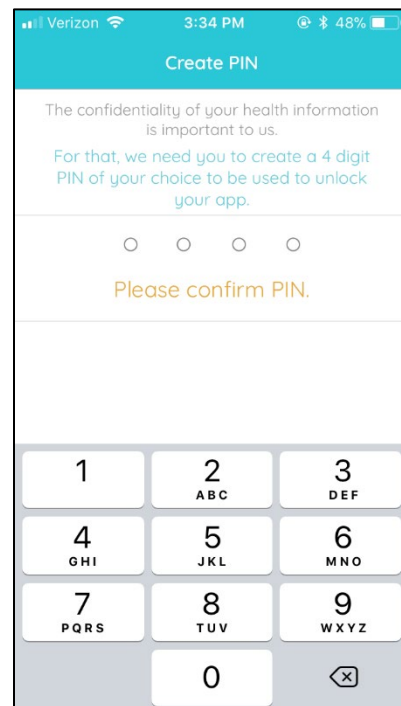 Verizon 3:34 PM 48%
Create PIN
The confidentiality of your health information
is important to us.
For that, we need you to create a 4 digit
PIN of your choice to be used to unlock
your app.
Please confirm PIN.
1 2 3
ABC DEF
4 5 6
GHI JKL MNO
7 8 9
PQRS TUV WXYZ
0